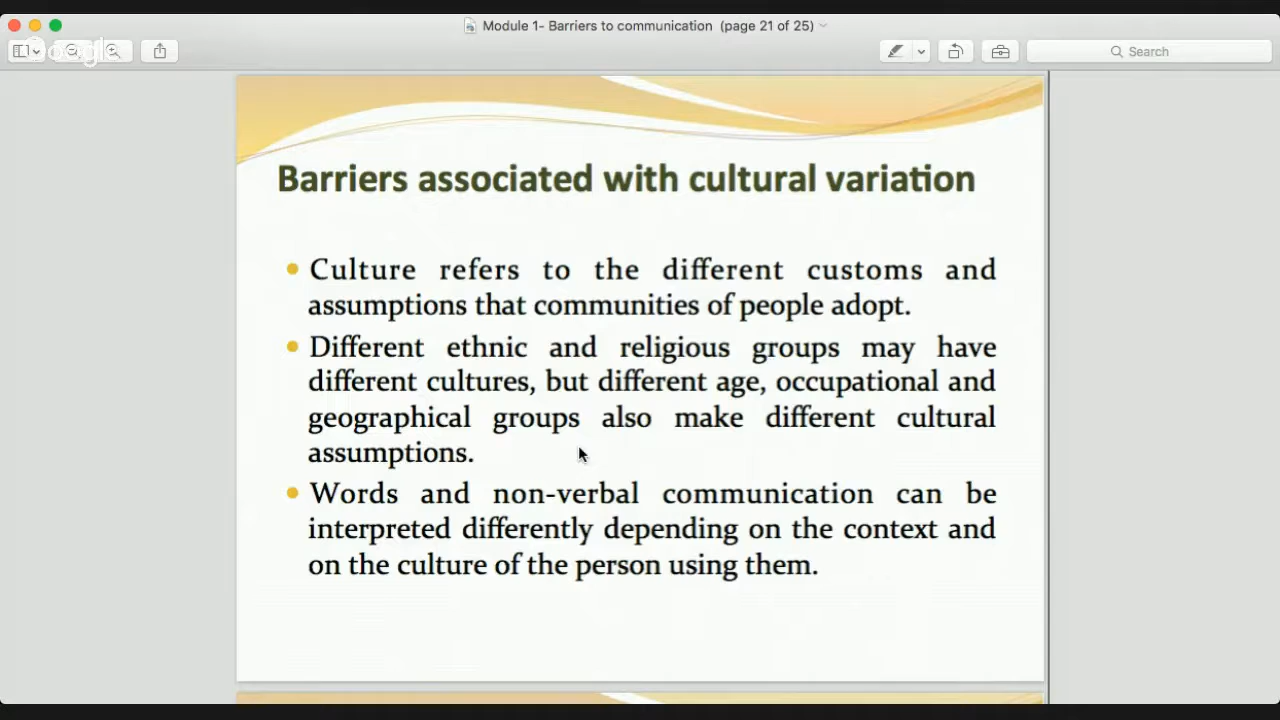 Module 1- Barriers to communication (page 21 of 25)
Google
Search
Barriers associated with cultural variation
• Culture refers to the different customs and
assumptions that communities of people adopt.
• Different ethnic and religious groups may have
different cultures, but different age, occupational and
geographical groups also make different cultural
assumptions.
• Words and non-verbal communication can be
interpreted differently depending on the context and
on the culture of the person using them.